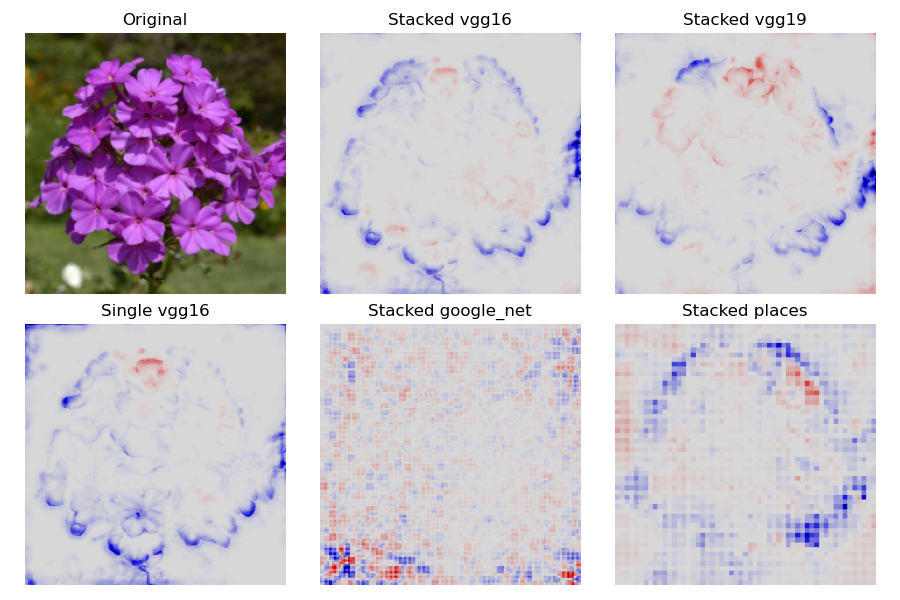 Original
Stacked vgg16
Stacked vgg19
Single vgg16
Stacked google_net
Stacked places